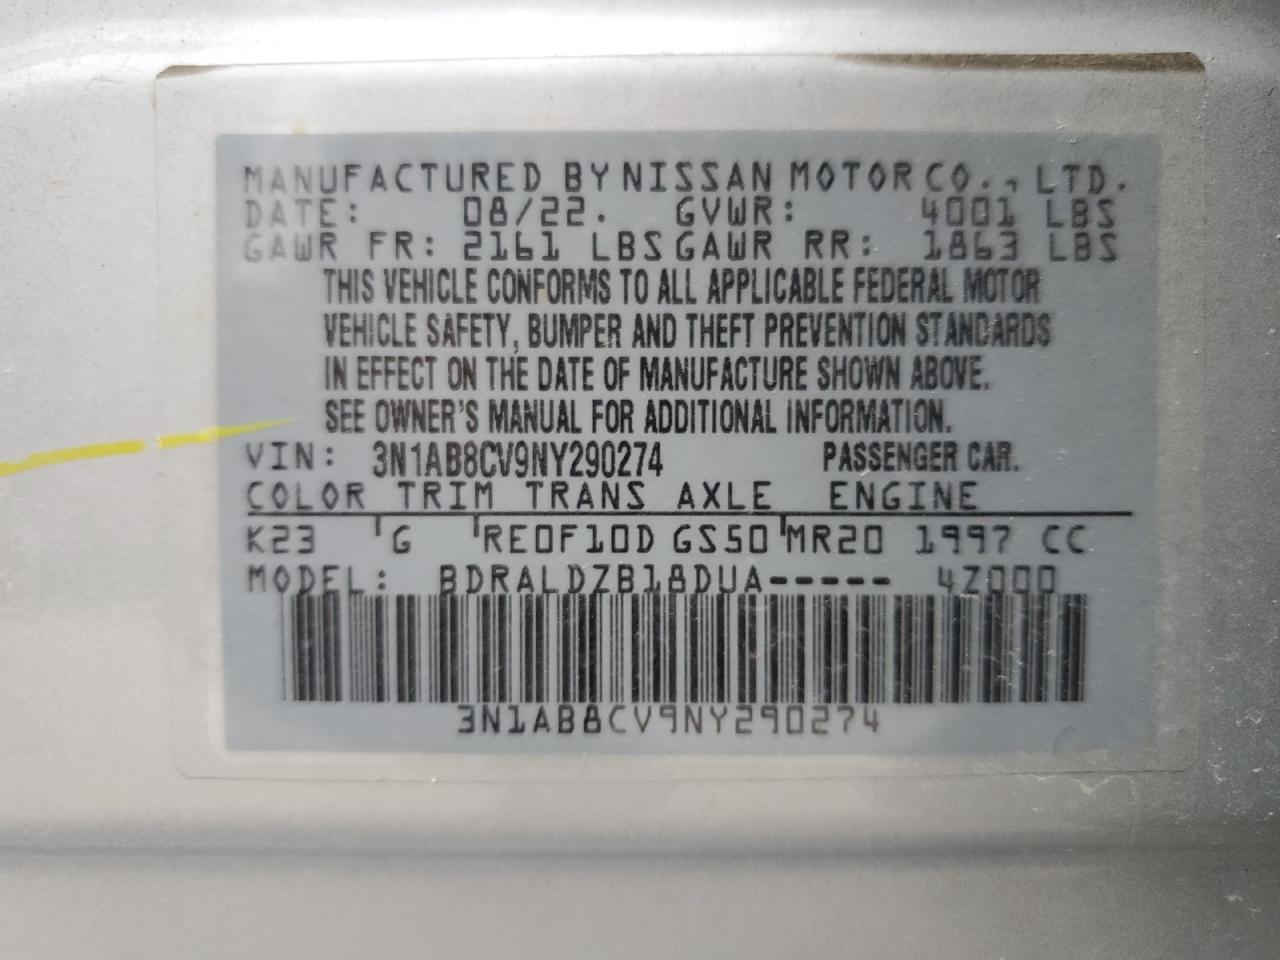 MANUFACTURED BY NISSAN MOTOR CO., LTD.
DATE: 08/22. GVWR: 4001 LBS
GAWR FR: 2161 LBS GAWR RR: 1863 LBS
THIS VEHICLE CONFORMS TO ALL APPLICABLE FEDERAL MOTOR
VEHICLE SAFETY, BUMPER AND THEFT PREVENTION STANDARDS
IN EFFECT ON THE DATE OF MANUFACTURE SHOWN ABOVE.
SEE OWNER'S MANUAL FOR ADDITIONAL INFORMATION.
VIN: 3N1AB8CV9NY290274 PASSENGER CAR.
COLOR TRIM TRANS AXLE ENGINE
K23 G RE0F10D GS50 MR20 1997 CC
MODEL: BDRALDZB18DUA----- 4Z000
3N1AB8CV9NY290274